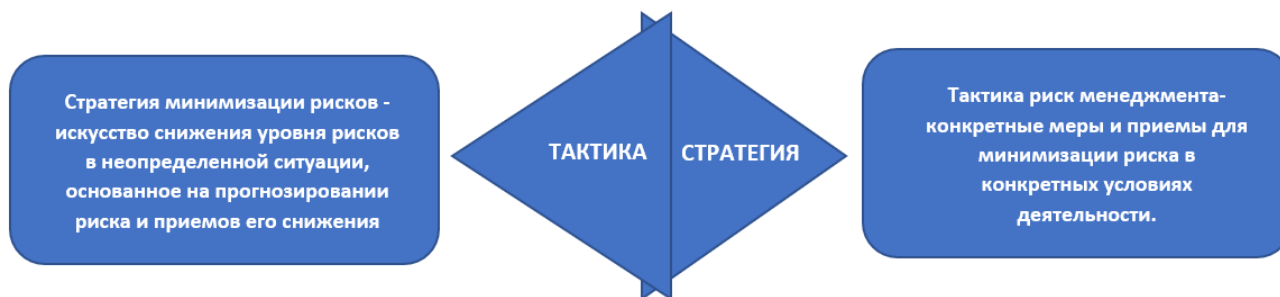 Стратегия минимизации рисков -
искусство снижения уровня рисков
в неопределенной ситуации,
основанное на прогнозировании
риска и приемов его снижения
ТАКТИКА
СТРАТЕГИЯ
Тактика риск менеджмента-
конкретные меры и приемы для
минимизации риска в
конкретных условиях
деятельности.